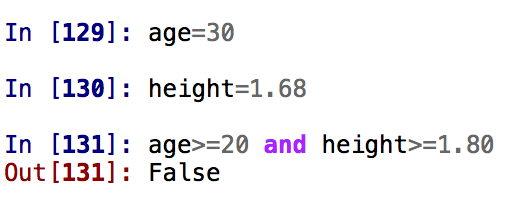 In [129]: age=30
In [130]: height=1.68
In [131]: age>=20 and height>=1.80
Out[131]: False